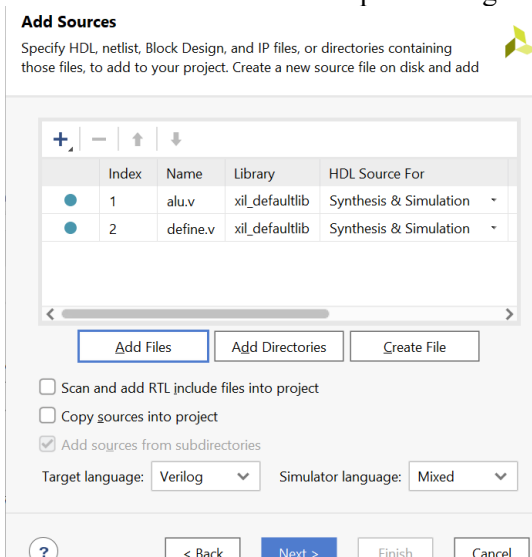 Add Sources
Specify HDL, netlist, Block Design, and IP files, or directories containing
those files, to add to your project. Create a new source file on disk and add
Index Name Library HDL Source For
1 alu.v xil_defaultlib Synthesis & Simulation
2 define.v xil_defaultlib Synthesis & Simulation
Add Files Add Directories Create File
Scan and add RTL include files into project
Copy sources into project
Add sources from subdirectories
Target language: Verilog Simulator language: Mixed
? < Back Next > Finish Cancel